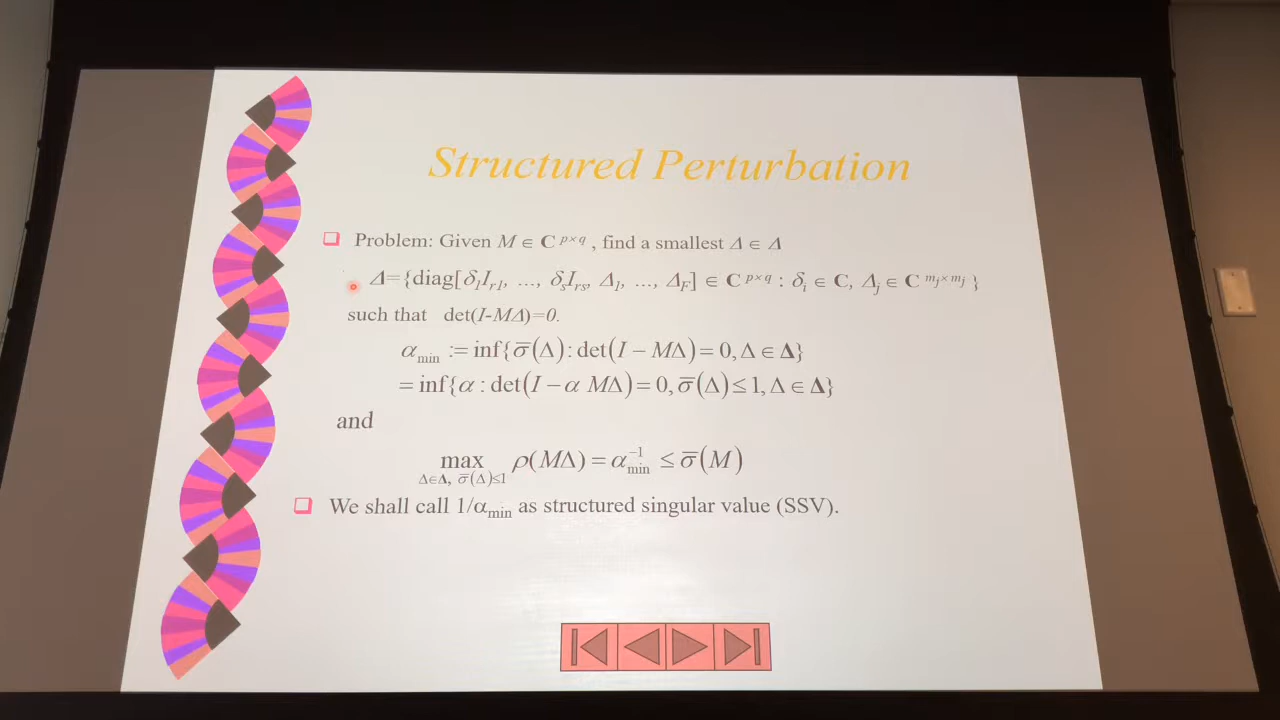 Structured Perturbation
❑ Problem: Given M ∈ C^{p×q}, find a smallest Δ ∈ Δ
Δ={diag[δ_1I_{r1}, ..., δ_sI_{rs}, Δ_1, ..., Δ_F] ∈ C^{p×q} : δ_i ∈ C, Δ_j ∈ C^{m_j×m_j} }
such that det(I-MΔ)=0.
α_min := inf{σ̅(Δ) : det(I − MΔ) = 0, Δ ∈ Δ}
= inf{α : det(I − α MΔ) = 0, σ̅(Δ) ≤ 1, Δ ∈ Δ}
and
max_{Δ∈Δ, σ̅(Δ)≤1} ρ(MΔ) = α_min^{-1} ≤ σ̅(M)
❑ We shall call 1/α_min as structured singular value (SSV).